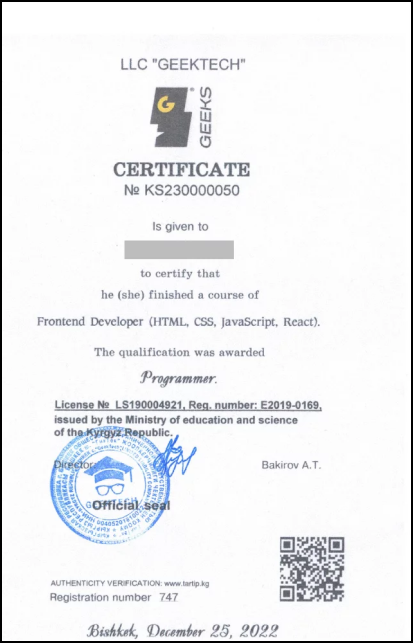 LLC "GEEKTECH"
G
GEEKS
CERTIFICATE
№ KS230000050
Is given to
to certify that
he (she) finished a course of
Frontend Developer (HTML, CSS, JavaScript, React).
The qualification was awarded
Programmer.
License № LS190004921, Reg. number: E2019-0169,
issued by the Ministry of education and science
of the Kyrgyz Republic.
Director:
Bakirov A.T.
GEEKTECH
Official seal
AUTHENTICITY VERIFICATION: www.tartip.kg
Registration number 747
Bishkek, December 25, 2022